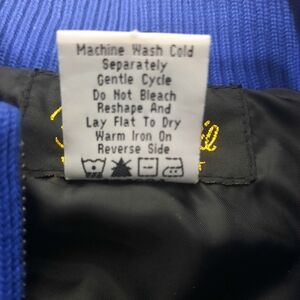 Machine Wash Cold
Separately
Gentle Cycle
Do Not Bleach
Reshape And
Lay Flat To Dry
Warm Iron On
Reverse Side